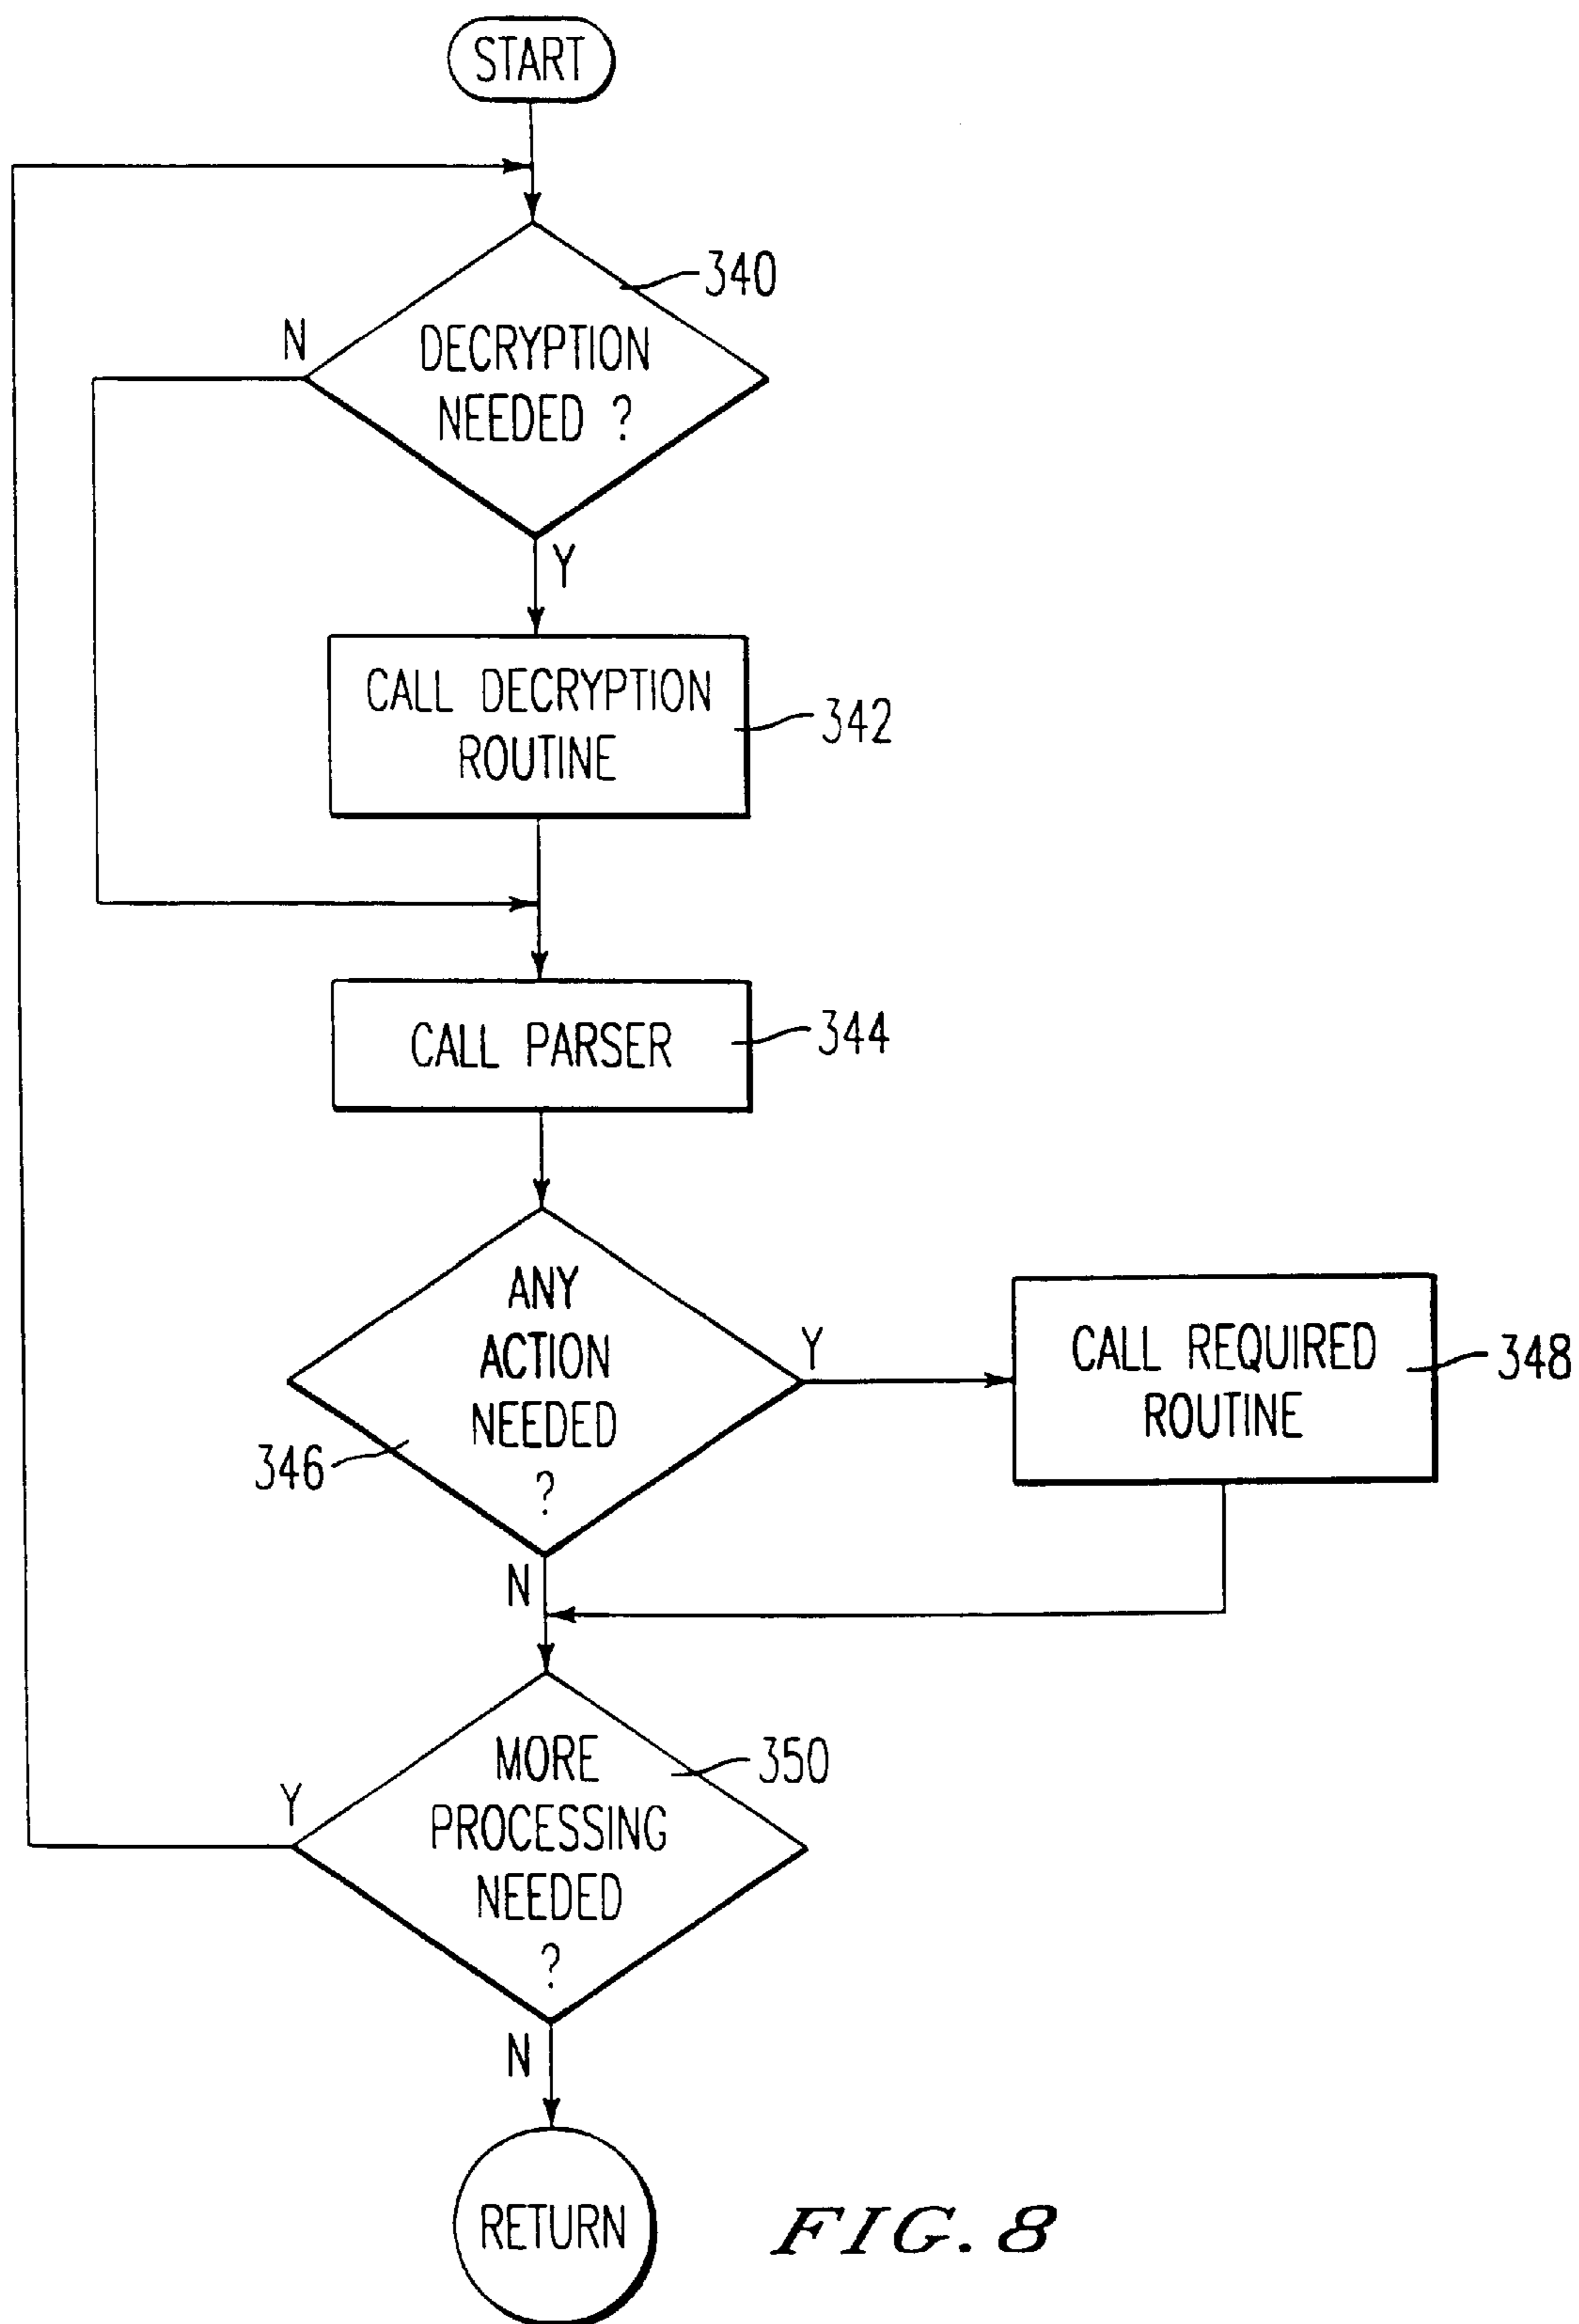 START
340
N
DECRYPTION
NEEDED ?
Y
CALL DECRYPTION
ROUTINE
342
CALL PARSER
344
ANY
ACTION
NEEDED
?
346
Y
CALL REQUIRED
ROUTINE
348
N
MORE
PROCESSING
NEEDED
?
350
Y
N
RETURN
FIG. 8